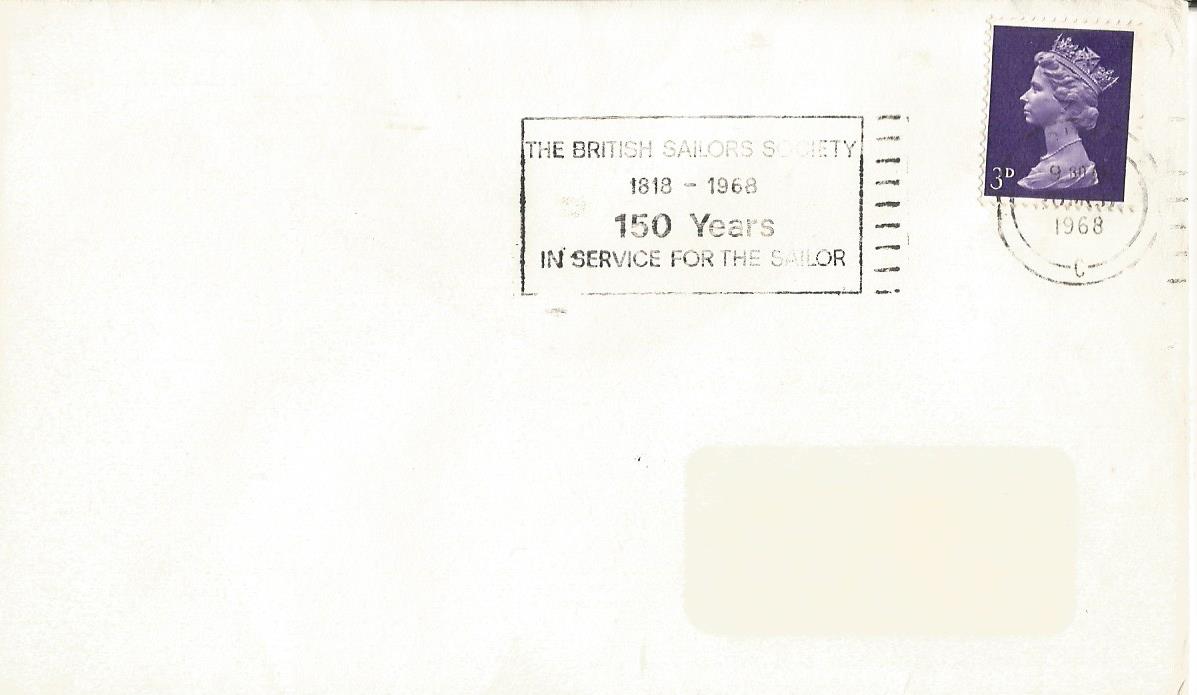 THE BRITISH SAILORS SOCIETY
1818 - 1968
150 Years
IN SERVICE FOR THE SAILOR
3D
1968
C